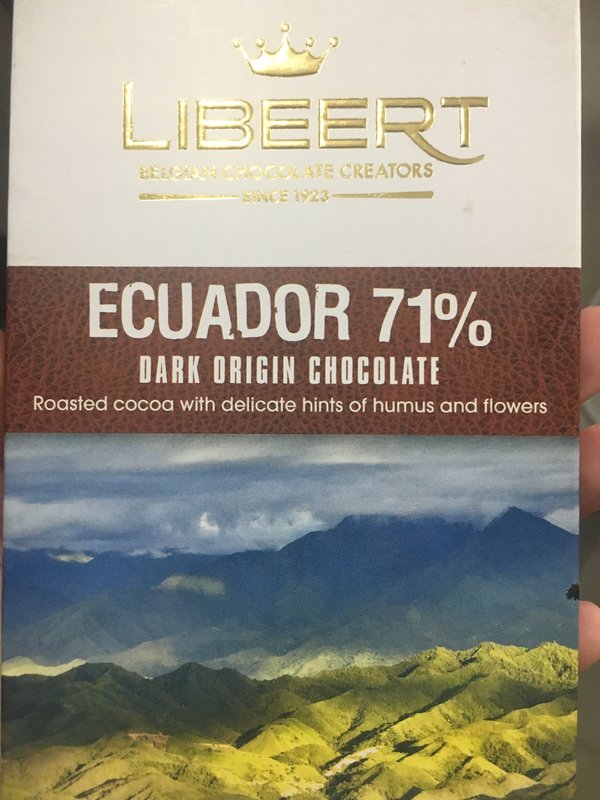 LIBEERT
BELGIAN CHOCOLATE CREATORS
SINCE 1923
ECUADOR 71%
DARK ORIGIN CHOCOLATE
Roasted cocoa with delicate hints of humus and flowers